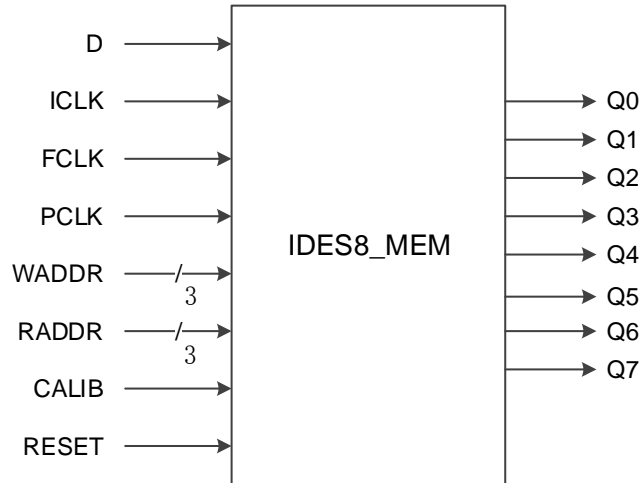 D
ICLK
FCLK
PCLK
WADDR
/
3
RADDR
/
3
CALIB
RESET
IDES8_MEM
Q0
Q1
Q2
Q3
Q4
Q5
Q6
Q7